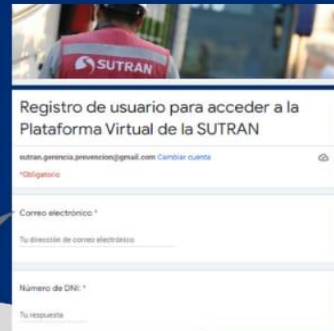 SUTRAN
Registro de usuario para acceder a la
Plataforma Virtual de la SUTRAN
sutran.gerencia.prevencion@gmail.com Cambiar cuenta
*Obligatorio
Correo electrónico *
Tu dirección de correo electrónico
Número de DNI: *
Tu respuesta